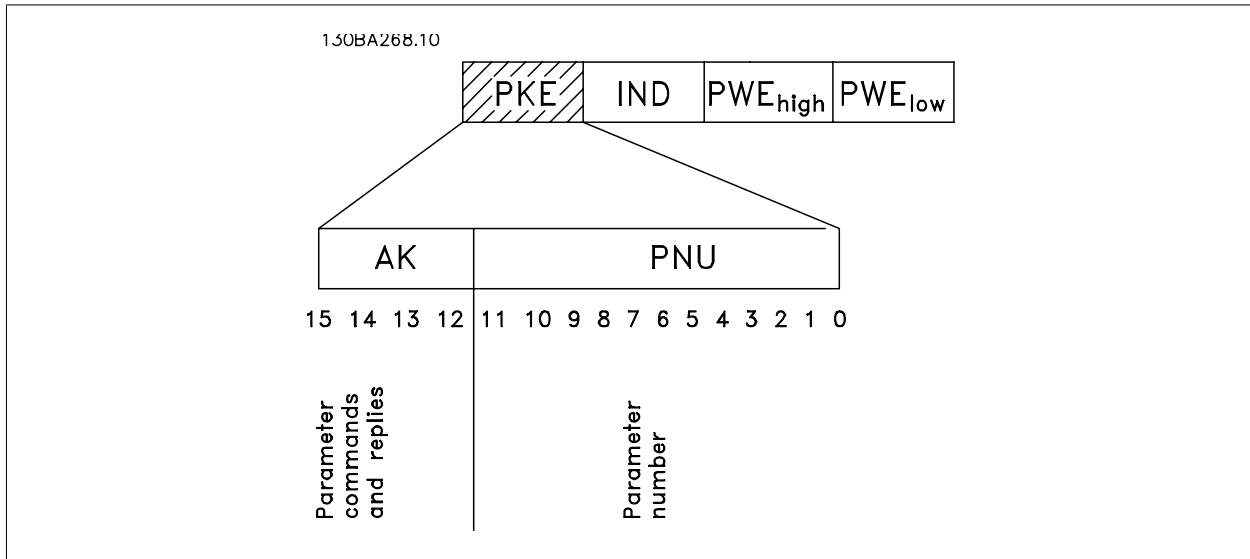 130BA268.10
PKE IND PWEhigh PWElow
AK PNU
15 14 13 12 11 10 9 8 7 6 5 4 3 2 1 0
Parameter
commands
and replies
Parameter
number